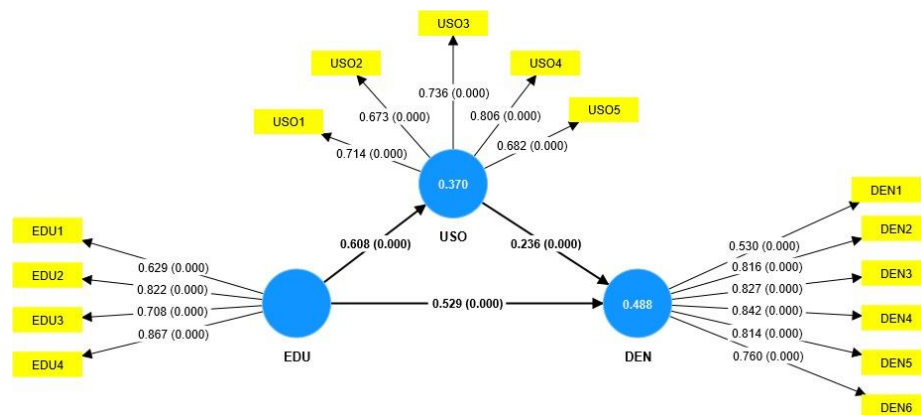 USO3
USO2
USO4
0.736 (0.000)
USO1
0.673 (0.000)
0.806 (0.000)
USO5
0.714 (0.000)
0.682 (0.000)
0.370
USO
DEN1
EDU1
0.608 (0.000)
0.236 (0.000)
0.530 (0.000)
DEN2
0.629 (0.000)
0.816 (0.000)
EDU2
0.822 (0.000)
0.827 (0.000)
DEN3
0.529 (0.000)
0.488
EDU3
0.708 (0.000)
0.842 (0.000)
DEN4
0.867 (0.000)
0.814 (0.000)
EDU4
EDU
DEN
0.760 (0.000)
DEN5
DEN6